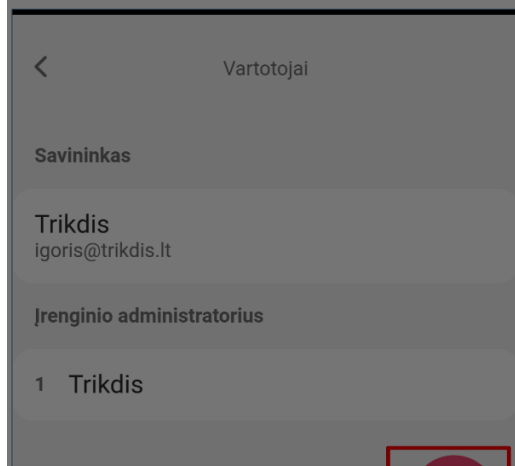 Vartotojai
Savininkas
Trikdis
igoris@trikdis.lt
Įrenginio administratorius
1 Trikdis